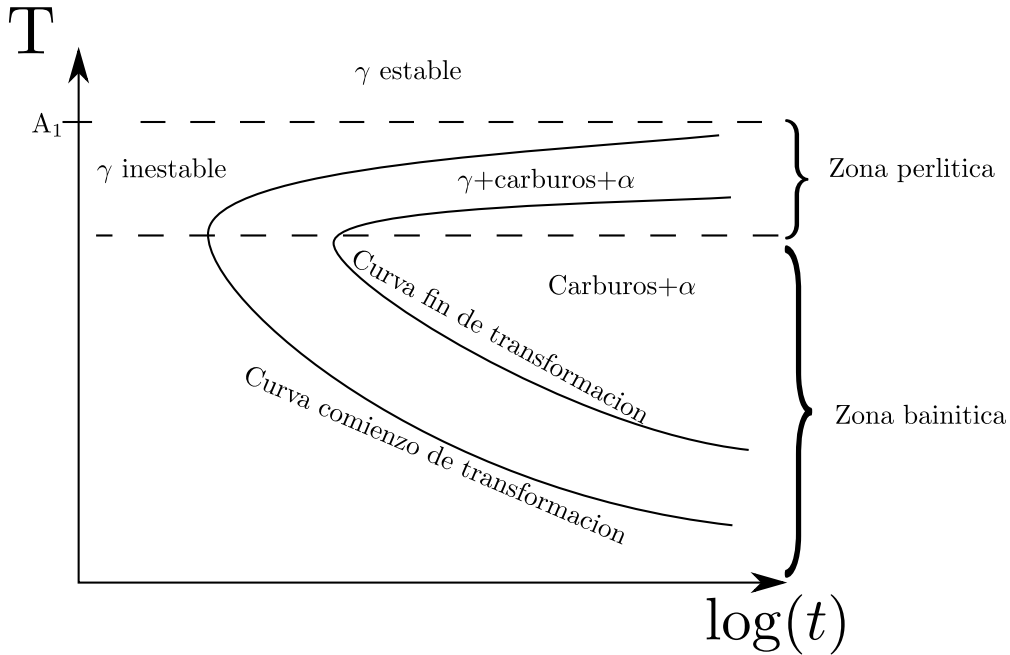 T
γ estable
A₁
γ inestable
γ+carburos+α
Zona perlitica
Curva fin de transformacion
Carburos+α
Curva comienzo de transformacion
Zona bainitica
log(t)